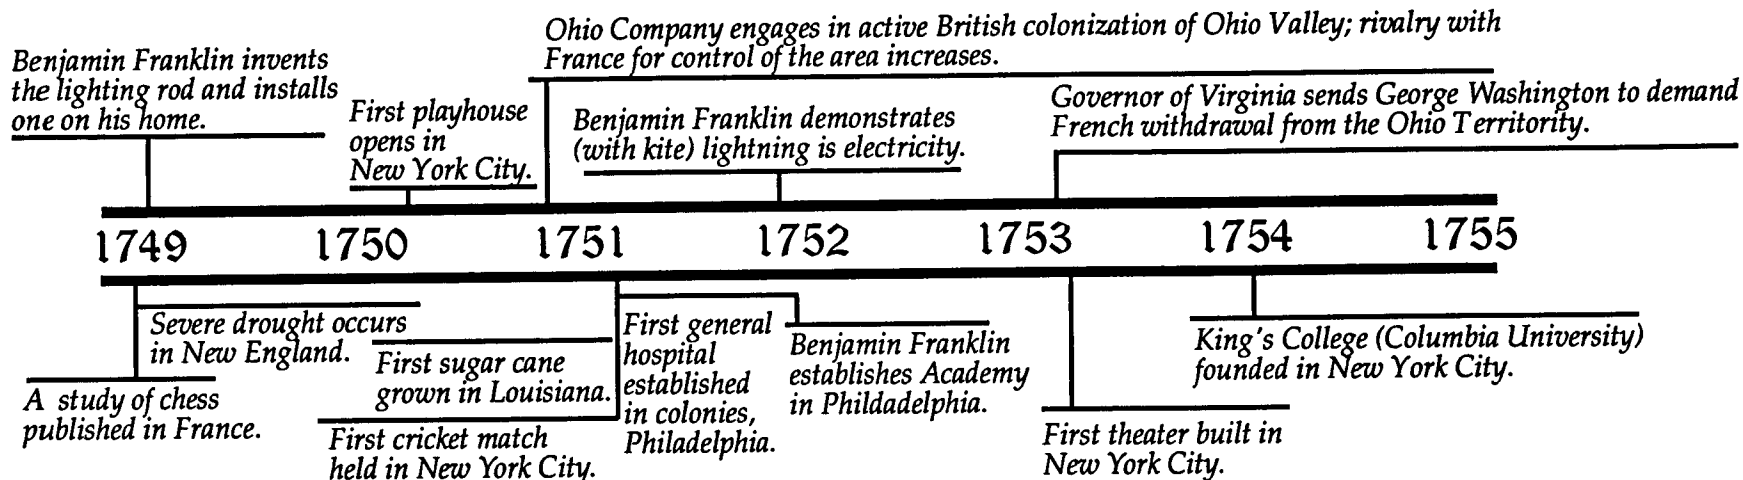 Ohio Company engages in active British colonization of Ohio Valley; rivalry with
France for control of the area increases.
Benjamin Franklin invents
the lighting rod and installs
one on his home.
First playhouse
opens in
New York City.
Benjamin Franklin demonstrates
(with kite) lightning is electricity.
Governor of Virginia sends George Washington to demand
French withdrawal from the Ohio Territority.
1749 1750 1751 1752 1753 1754 1755
Severe drought occurs
in New England.
A study of chess
published in France.
First sugar cane
grown in Louisiana.
First cricket match
held in New York City.
First general
hospital
established
in colonies,
Philadelphia.
Benjamin Franklin
establishes Academy
in Phildadelphia.
First theater built in
New York City.
King's College (Columbia University)
founded in New York City.